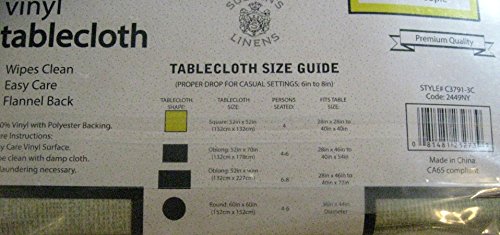 vinyl
tablecloth
Wipes Clean
Easy Care
Flannel Back
Vinyl with Polyester Backing.
Care Instructions:
Easy Care Vinyl Surface.
Wipe clean with damp cloth.
laundering necessary.
LINENS
TABLECLOTH SIZE GUIDE
(PROPER DROP FOR CASUAL SETTINGS: 6in to 8in)
TABLECLOTH SHAPE:
TABLECLOTH SIZE:
PERSONS SEATED:
FITS TABLE SIZE:
Square: 52in x 52in
(132cm x 132cm)
4
28in x 28in to
40in x 40in
Oblong: 52in x 70in
(132cm x 178cm)
4-6
28in x 46in to
40in x 54in
Oblong: 52in x 90in
(132cm x 227cm)
6-8
28in x 46in to
40in x 72in
Round: 60in x 60in
(152cm x 152cm)
4-6
36in x 44in
Diameter
Premium Quality
STYLE# C3791-3C
Code: 2449NY
Made in China
CA65 compliant